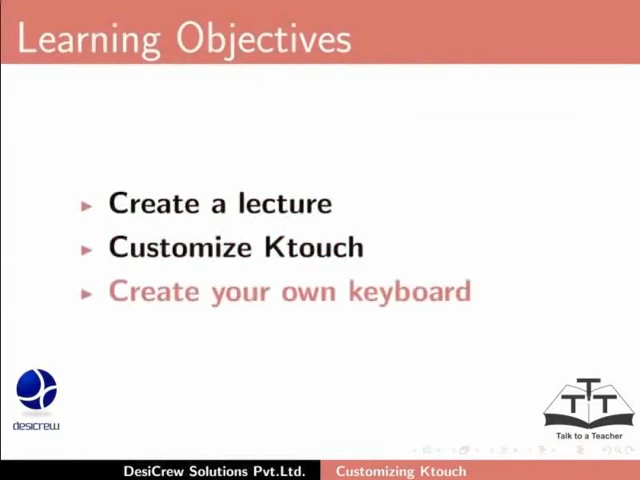 Learning Objectives
Create a lecture
Customize Ktouch
Create your own keyboard
desicrew
TTT
Talk to a Teacher
DesiCrew Solutions Pvt.Ltd. Customizing Ktouch